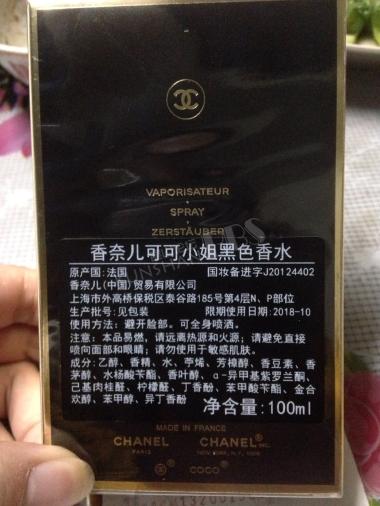 VAPORISATEUR
SPRAY
ZERSTÄUBER
香奈儿可可小姐黑色香水
原产国:法国 国妆备进字J20124402
香奈儿(中国)贸易有限公司
上海市外高桥保税区泰谷路185号第4层N、P部位
生产批号:见包装 限期使用日期:2018-10
使用方法:避开脸部。可全身喷洒。
注意:本品易燃,请远离热源和火源;请避免直接
喷向面部和眼睛;请勿使用于敏感肌肤。
成分:乙醇、香精、水、苧烯、芳樟醇、香豆素、香
茅醇、水杨酸苄酯、香叶醇、α-异甲基紫罗兰酮、
己基肉桂醛、柠檬醛、丁香酚、苯甲酸苄酯、金合
欢醇、苯甲醇、异丁香酚
净含量:100ml
MADE IN FRANCE
CHANEL CHANEL INC.
PARIS NEW YORK, N.Y. 10019
COCO